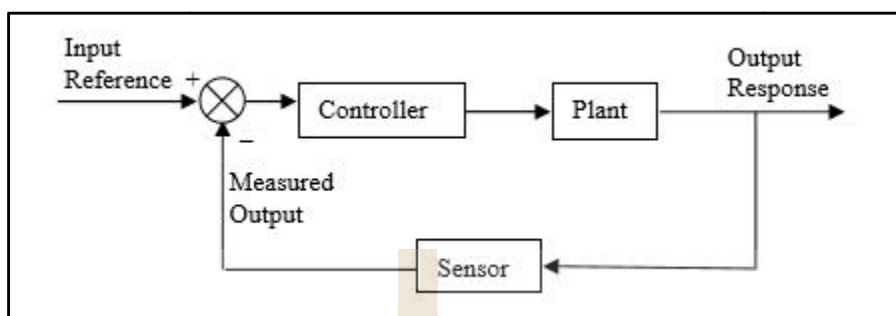 Input
Reference
+
Controller
Plant
Output
Response
−
Measured
Output
Sensor